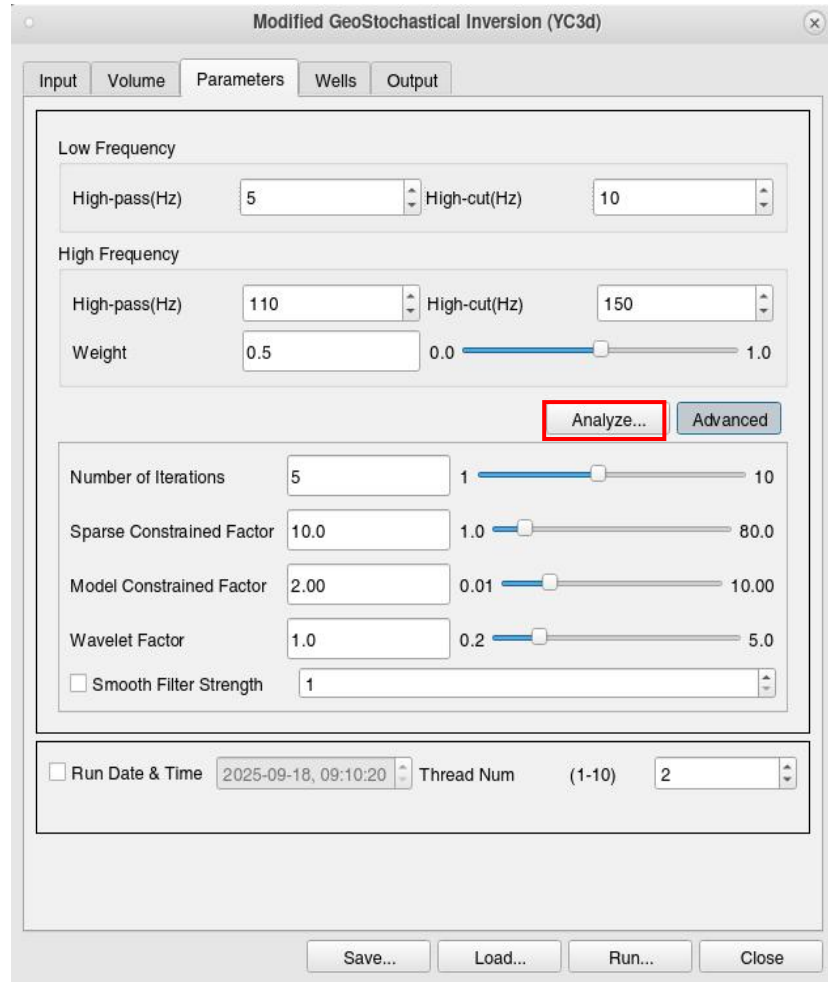 Modified GeoStochastical Inversion (YC3d)
Input Volume Parameters Wells Output
Low Frequency
High-pass(Hz) 5 High-cut(Hz) 10
High Frequency
High-pass(Hz) 110 High-cut(Hz) 150
Weight 0.5 0.0 1.0
Analyze... Advanced
Number of Iterations 5 1 10
Sparse Constrained Factor 10.0 1.0 80.0
Model Constrained Factor 2.00 0.01 10.00
Wavelet Factor 1.0 0.2 5.0
Smooth Filter Strength 1
Run Date & Time 2025-09-18, 09:10:20 Thread Num (1-10) 2
Save... Load... Run... Close